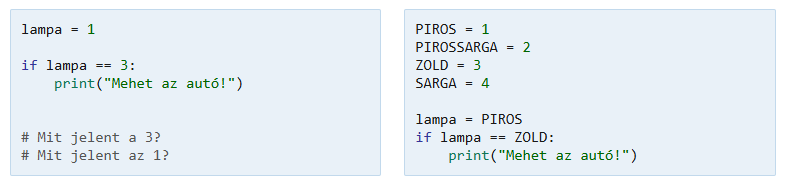 lampa = 1
if lampa == 3:
    print("Mehet az autó!")
# Mit jelent a 3?
# Mit jelent az 1?
PIROS = 1
PIROSSARGA = 2
ZOLD = 3
SARGA = 4
lampa = PIROS
if lampa == ZOLD:
    print("Mehet az autó!")